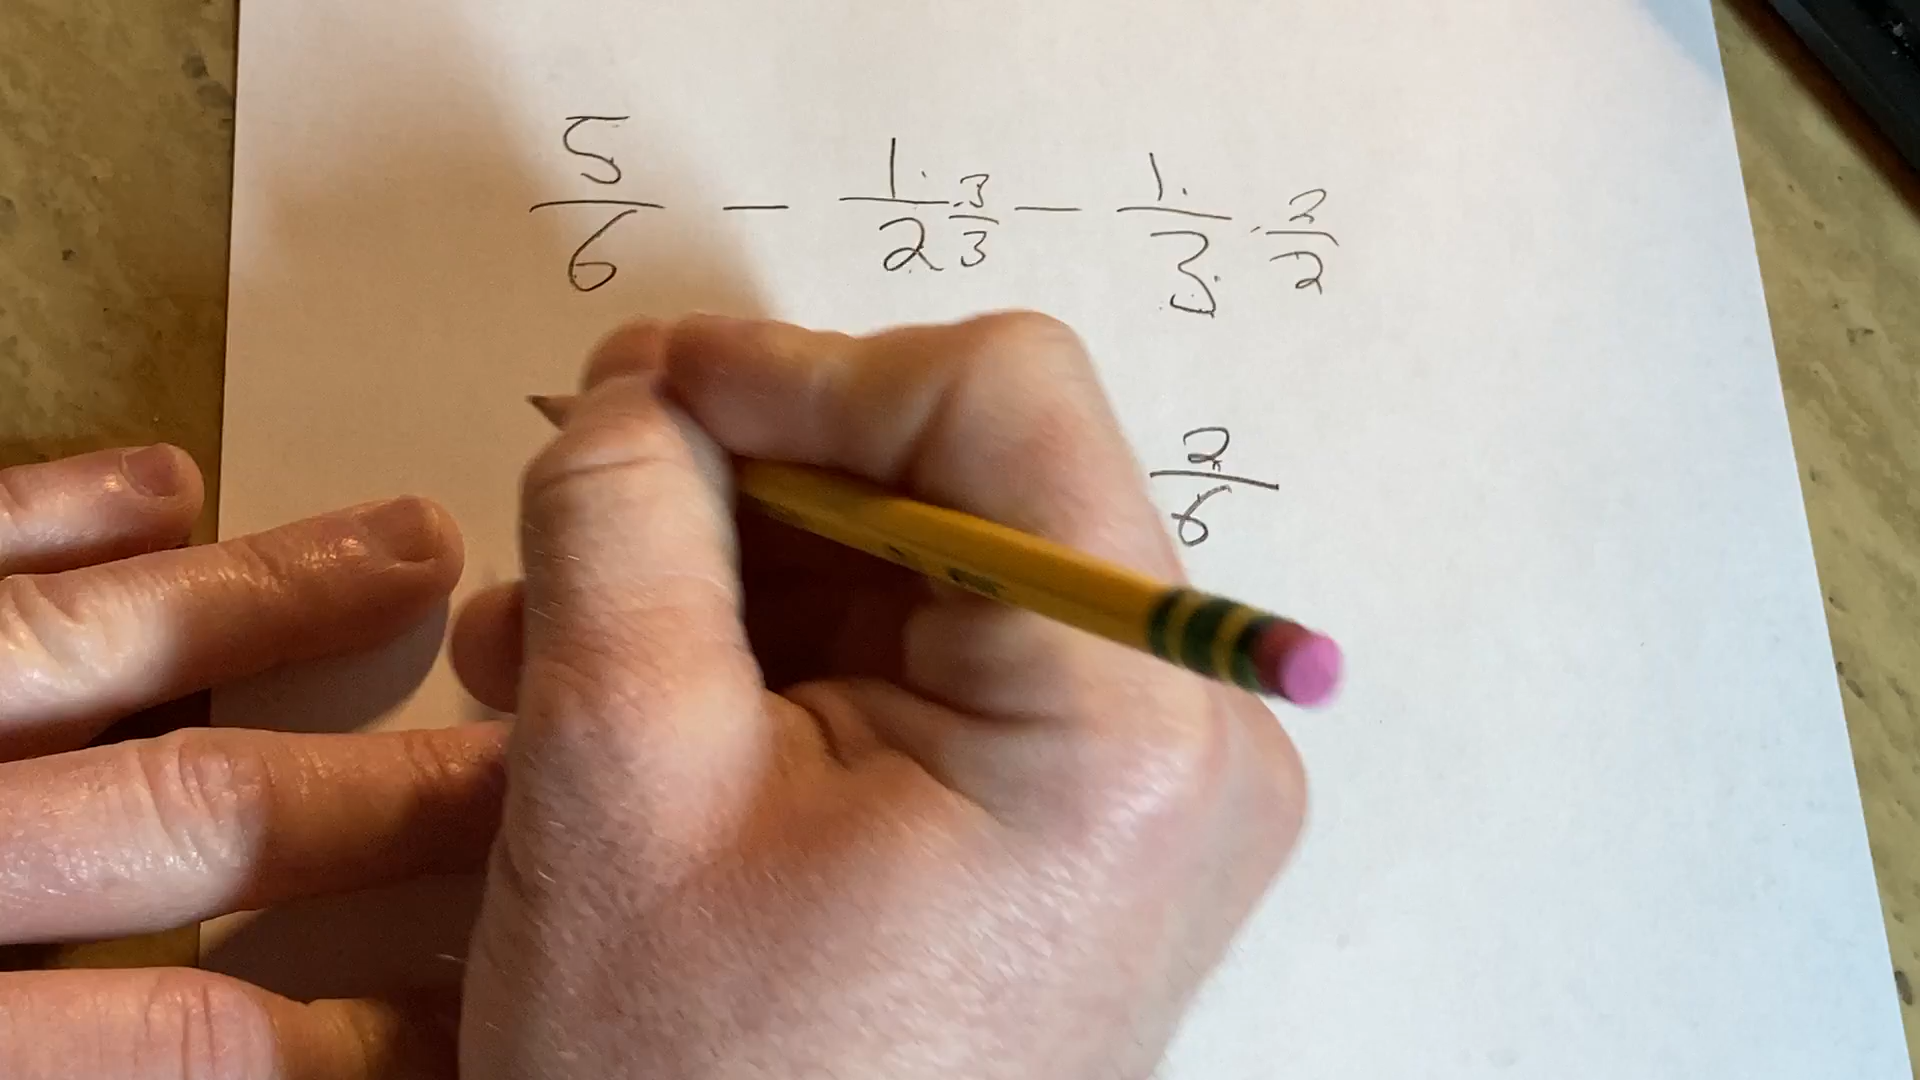 5/6 - 1/2 · 3/3 - 1/3 · 2/2
2/6